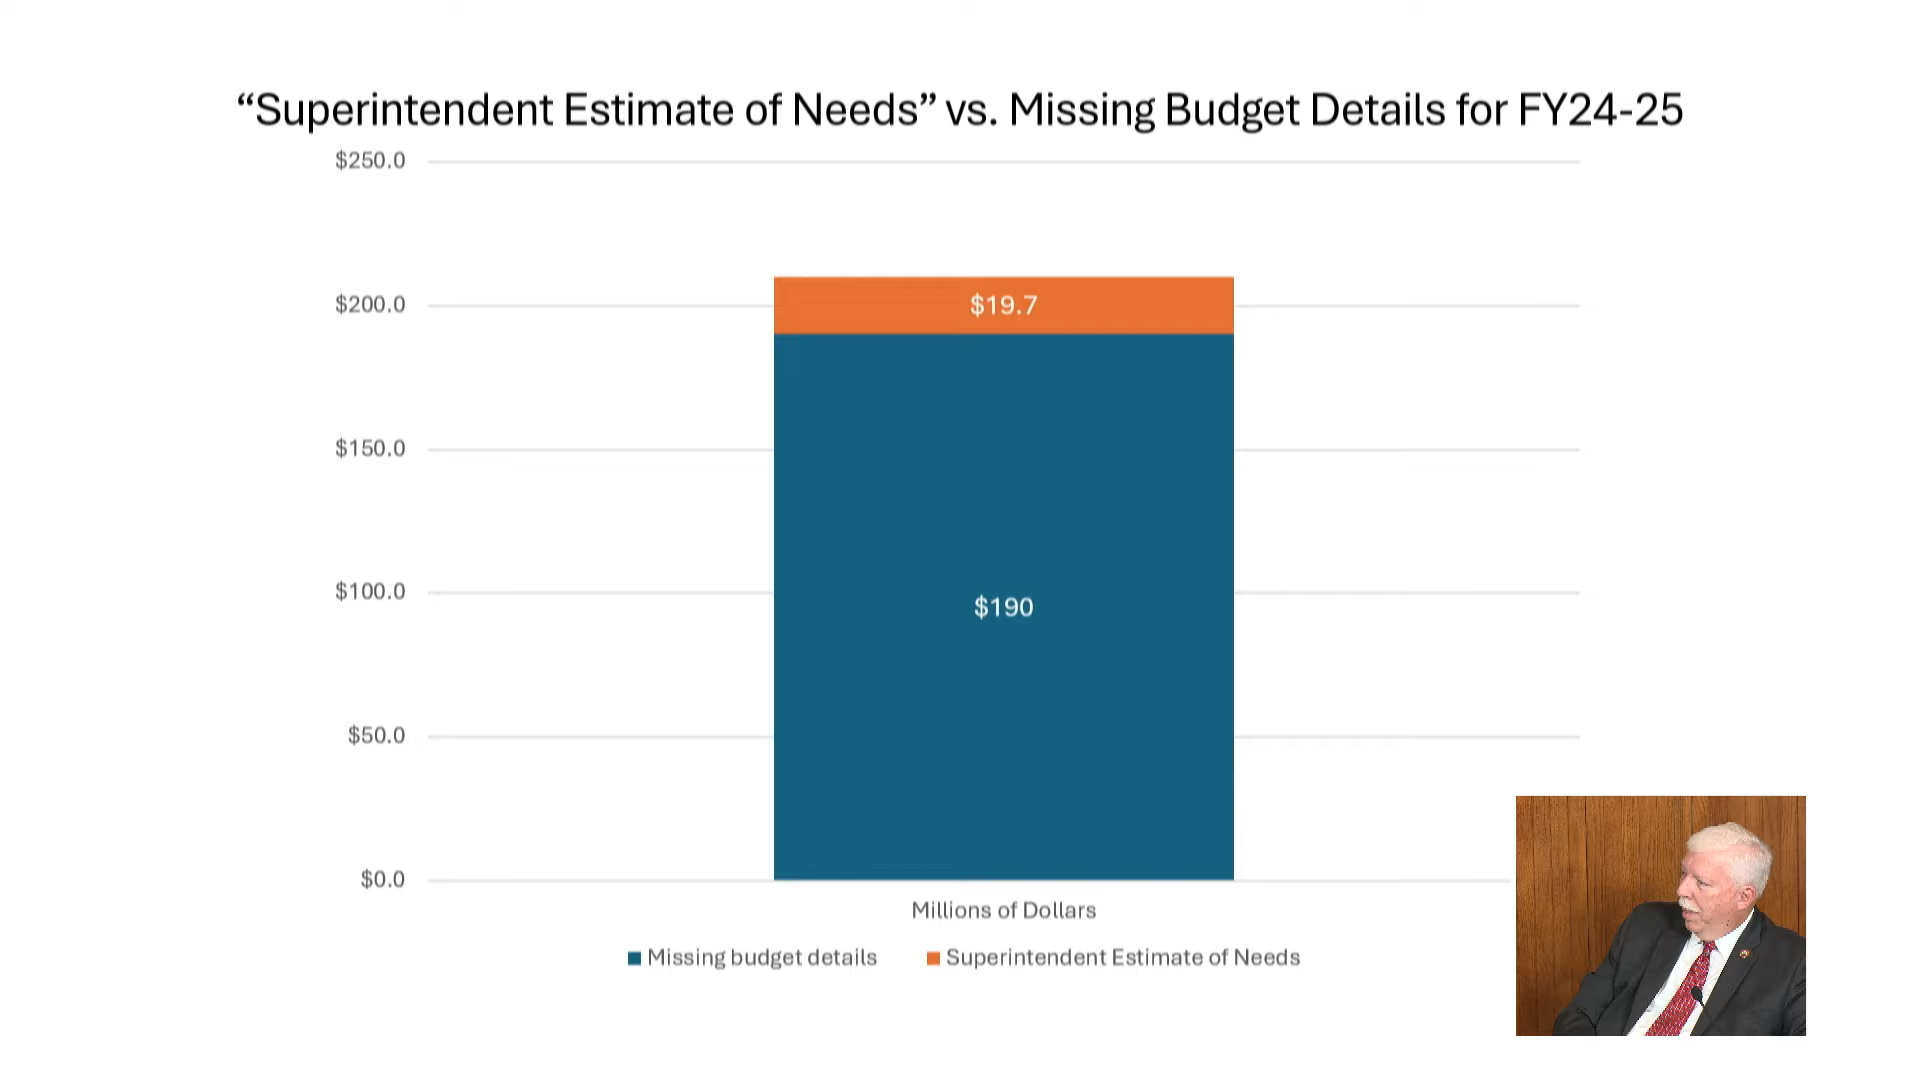 “Superintendent Estimate of Needs” vs. Missing Budget Details for FY24-25
$250.0
$200.0
$150.0
$100.0
$50.0
$0.0
$19.7
$190
Millions of Dollars
Missing budget details
Superintendent Estimate of Needs